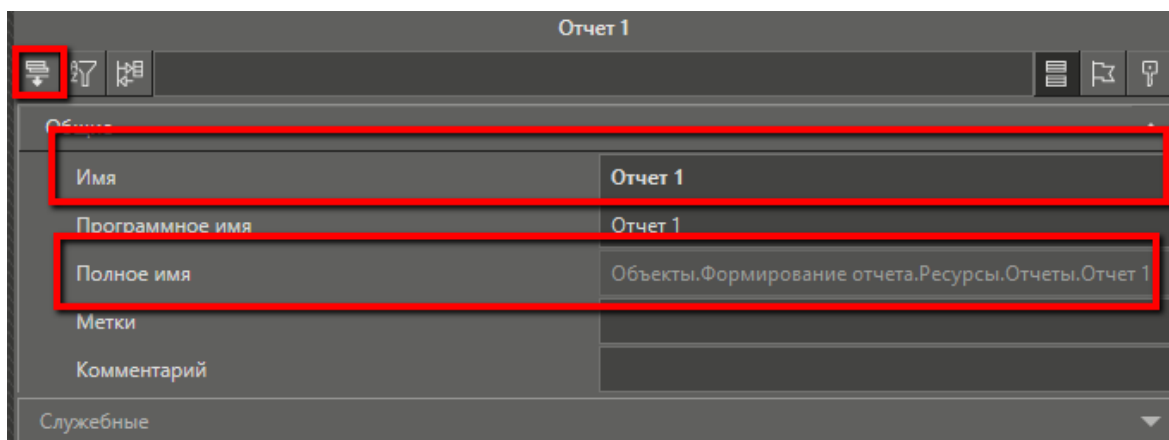 Отчет 1
Общие
Имя Отчет 1
Программное имя Отчет 1
Полное имя Объекты.Формирование отчета.Ресурсы.Отчеты.Отчет 1
Метки
Комментарий
Служебные